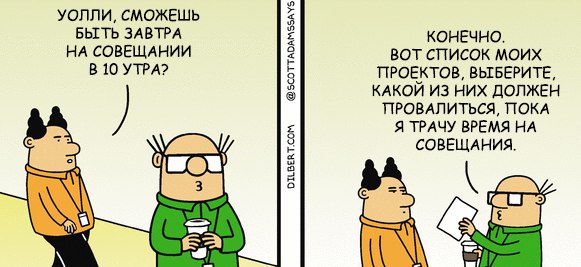 УОЛЛИ, СМОЖЕШЬ
БЫТЬ ЗАВТРА
НА СОВЕЩАНИИ
В 10 УТРА?
DILBERT.COM @SCOTTADAMSSAYS
КОНЕЧНО.
ВОТ СПИСОК МОИХ
ПРОЕКТОВ, ВЫБЕРИТЕ,
КАКОЙ ИЗ НИХ ДОЛЖЕН
ПРОВАЛИТЬСЯ, ПОКА
Я ТРАЧУ ВРЕМЯ НА
СОВЕЩАНИЯ.